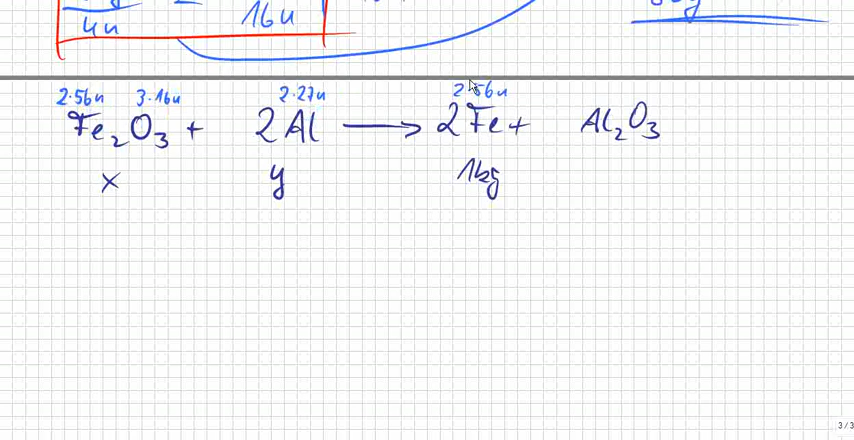 4u 16u
2·56u 3·16u 2·27u 2·56u
Fe₂O₃ + 2Al → 2Fe + Al₂O₃
x y 1kg
3 / 3